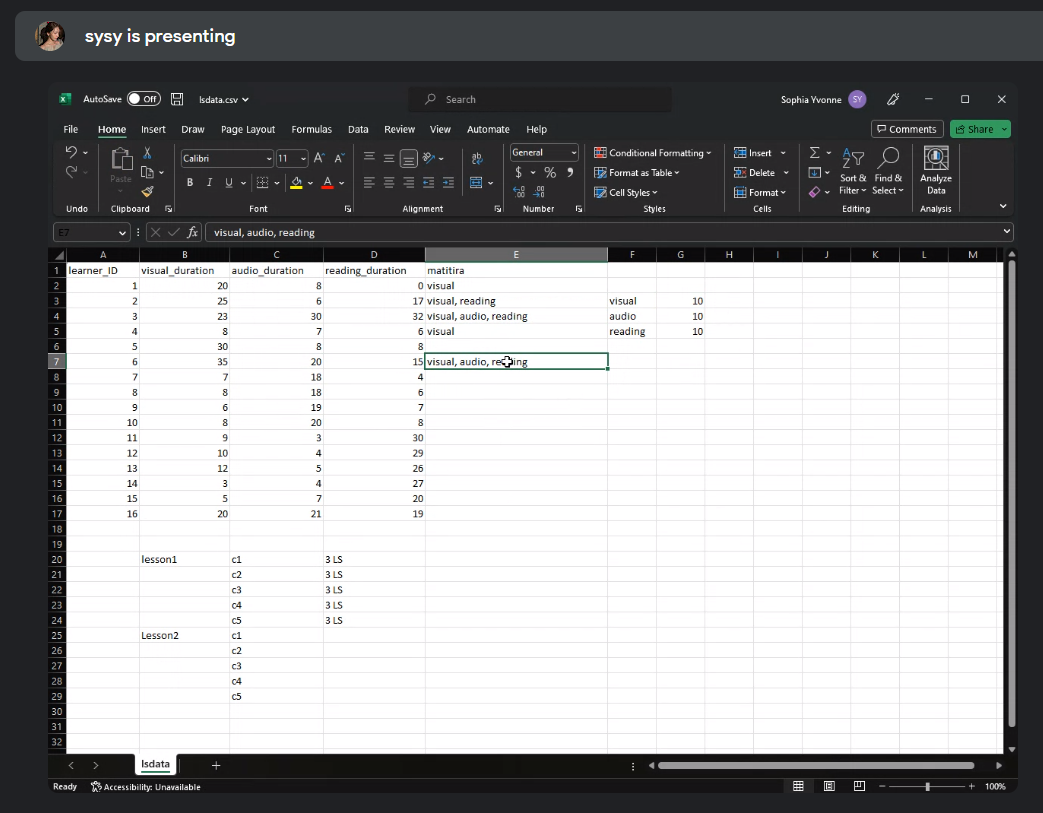 sysy is presenting
AutoSave Off lsdata.csv Search Sophia Yvonne SY
File Home Insert Draw Page Layout Formulas Data Review View Automate Help Comments Share
Paste Calibri 11 General Conditional Formatting Insert
B I U $ % Format as Table Delete Sort & Find & Analyze
Cell Styles Format Filter Select Data
Undo Clipboard Font Alignment Number Styles Cells Editing Analysis
E7 fx visual, audio, reading
A B C D E F G H I J K L M
1 learner_ID visual_duration audio_duration reading_duration matitira
2 1 20 8 0 visual
3 2 25 6 17 visual, reading visual 10
4 3 23 30 32 visual, audio, reading audio 10
5 4 8 7 6 visual reading 10
6 5 30 8 8
7 6 35 20 15 visual, audio, reading
8 7 7 18 4
9 8 8 18 6
10 9 6 19 7
11 10 8 20 8
12 11 9 3 30
13 12 10 4 29
14 13 12 5 26
15 14 3 4 27
16 15 5 7 20
17 16 20 21 19
18
19
20 lesson1 c1 3 LS
21 c2 3 LS
22 c3 3 LS
23 c4 3 LS
24 c5 3 LS
25 Lesson2 c1
26 c2
27 c3
28 c4
29 c5
30
31
32
lsdata
Ready Accessibility: Unavailable 100%